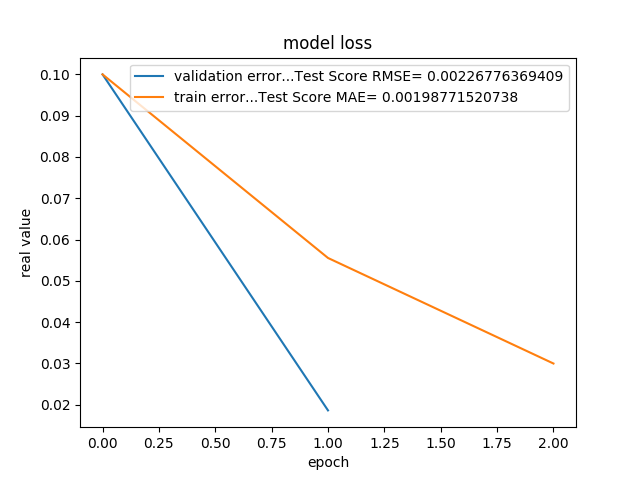 model loss
validation error...Test Score RMSE= 0.00226776369409
train error...Test Score MAE= 0.00198771520738
0.10
0.09
0.08
0.07
0.06
0.05
0.04
0.03
0.02
real value
0.00 0.25 0.50 0.75 1.00 1.25 1.50 1.75 2.00
epoch